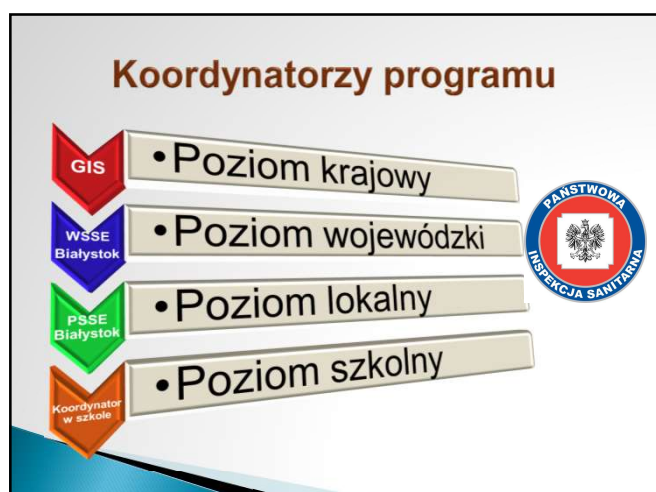 Koordynatorzy programu
GIS
•Poziom krajowy
WSSE
Białystok
•Poziom wojewódzki
PAŃSTWOWA
INSPEKCJA SANITARNA
PSSE
Białystok
•Poziom lokalny
Koordynator
w szkole
•Poziom szkolny